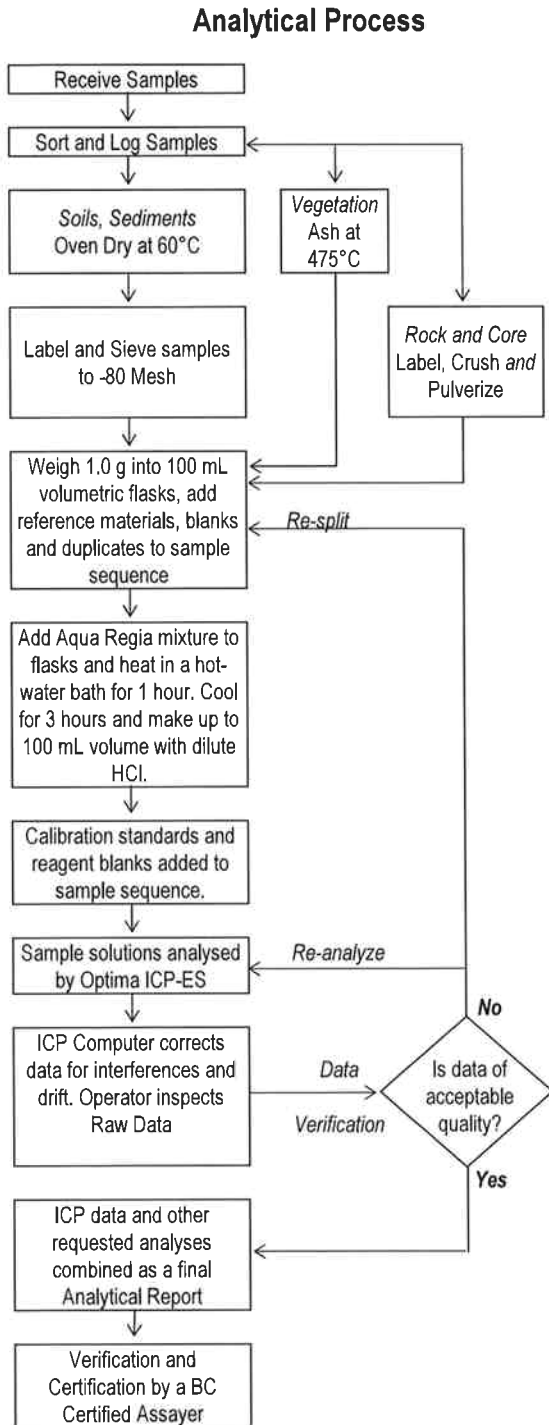 Analytical Process
Receive Samples
Sort and Log Samples
Soils, Sediments
Oven Dry at 60°C
Vegetation
Ash at
475°C
Label and Sieve samples
to -80 Mesh
Rock and Core
Label, Crush and
Pulverize
Weigh 1.0 g into 100 mL
volumetric flasks, add
reference materials, blanks
and duplicates to sample
sequence
Re-split
Add Aqua Regia mixture to
flasks and heat in a hot-
water bath for 1 hour. Cool
for 3 hours and make up to
100 mL volume with dilute
HCl.
Calibration standards and
reagent blanks added to
sample sequence.
Sample solutions analysed
by Optima ICP-ES
Re-analyze
No
ICP Computer corrects
data for interferences and
drift. Operator inspects
Raw Data
Data
Verification
Is data of
acceptable
quality?
Yes
ICP data and other
requested analyses
combined as a final
Analytical Report
Verification and
Certification by a BC
Certified Assayer